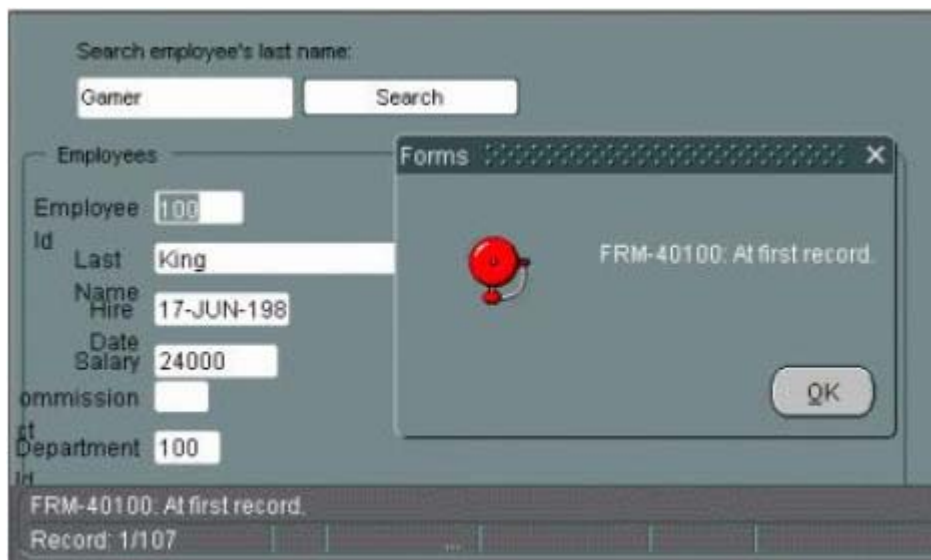 Search employee's last name:
Gamer
Search
Employees
Employee Id
100
Last Name
King
Hire Date
17-JUN-198
Salary
24000
ommission
ct
Department Id
100
Forms
FRM-40100: At first record.
OK
FRM-40100: At first record.
Record: 1/107
...